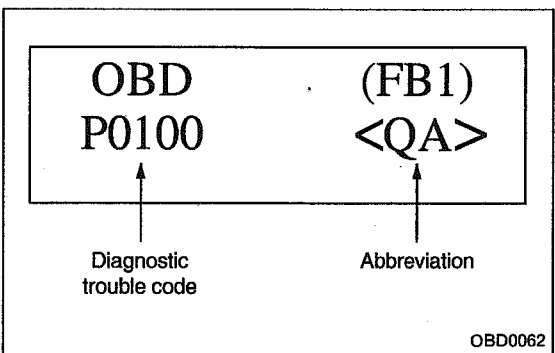 OBD (FB1)
P0100 <QA>
Diagnostic
trouble code
Abbreviation
OBD0062